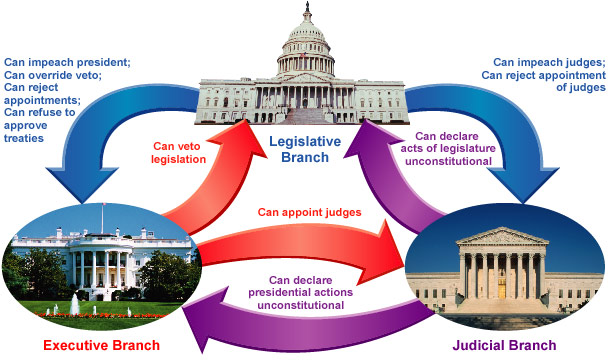 Can impeach president;
Can override veto;
Can reject
appointments;
Can refuse to
approve
treaties
Can impeach judges;
Can reject appointment
of judges
Legislative
Branch
Can veto
legislation
Can declare
acts of legislature
unconstitutional
Can appoint judges
Can declare
presidential actions
unconstitutional
Executive Branch
Judicial Branch